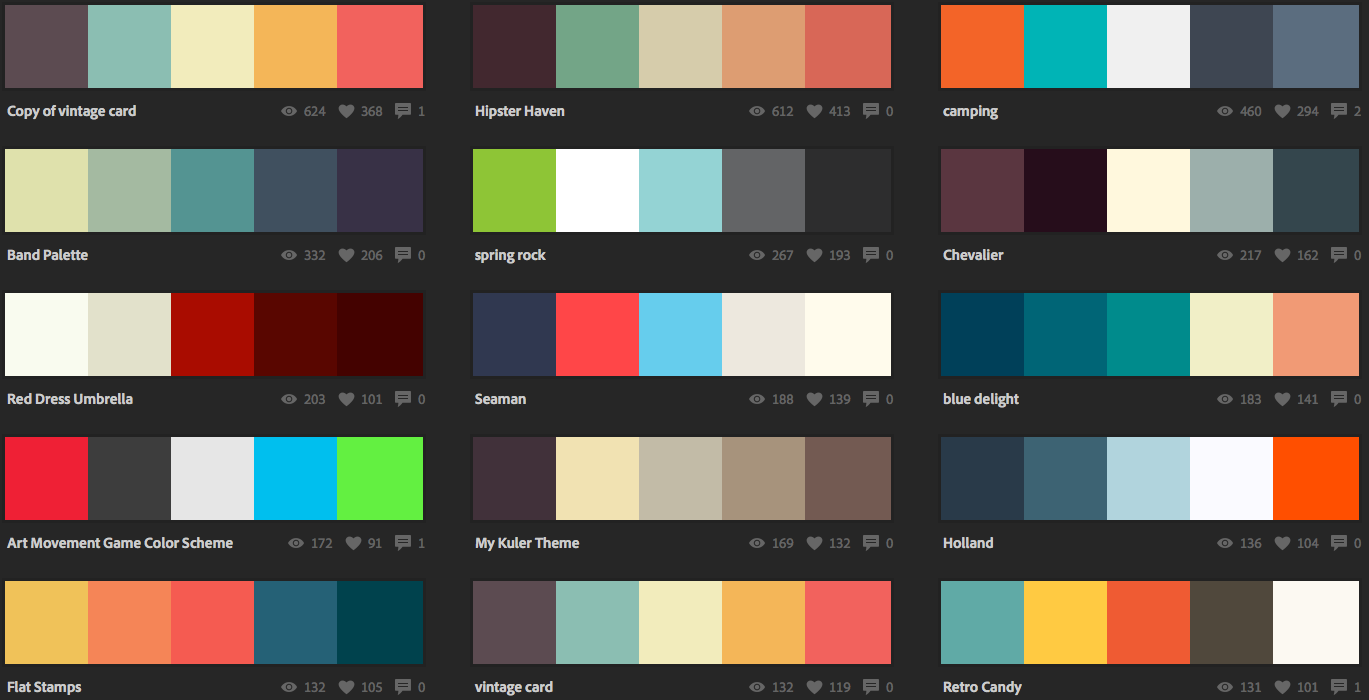 Copy of vintage card 624 368 1
Hipster Haven 612 413 0
camping 460 294 2
Band Palette 332 206 0
spring rock 267 193 0
Chevalier 217 162 0
Red Dress Umbrella 203 101 0
Seaman 188 139 0
blue delight 183 141 0
Art Movement Game Color Scheme 172 91 1
My Kuler Theme 169 132 0
Holland 136 104 0
Flat Stamps 132 105 0
vintage card 132 119 0
Retro Candy 131 101 1